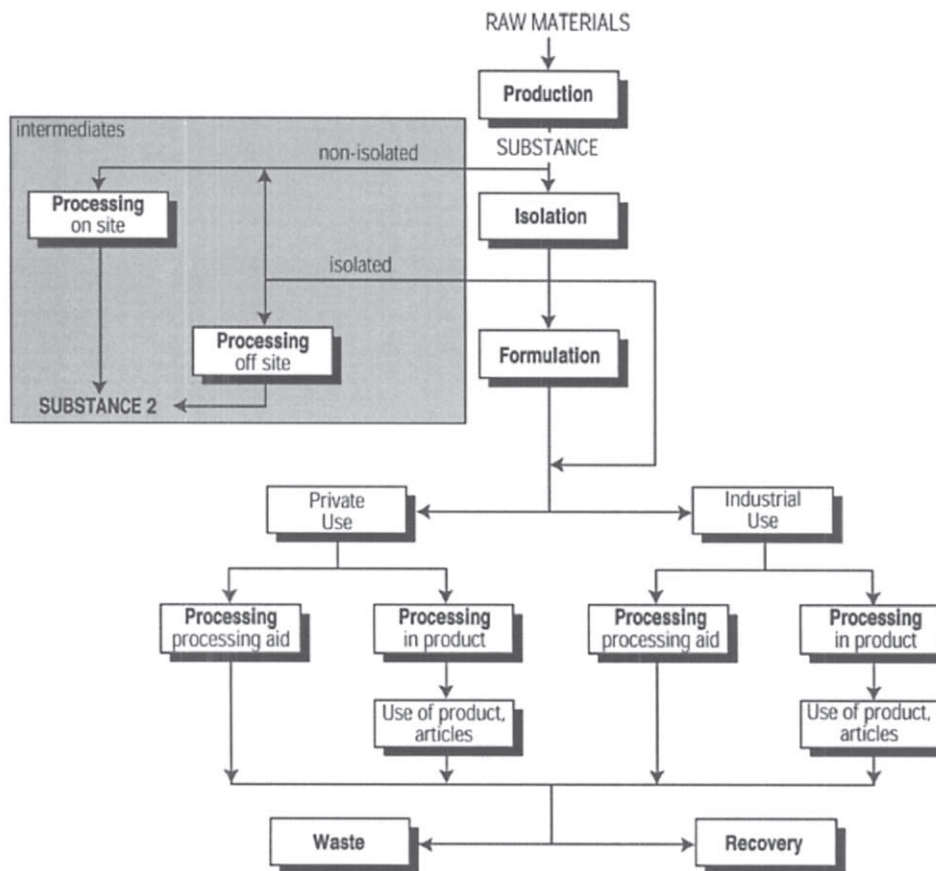 RAW MATERIALS
Production
intermediates
SUBSTANCE
non-isolated
Processing
on site
Isolation
isolated
Processing
off site
Formulation
SUBSTANCE 2
Private
Use
Industrial
Use
Processing
processing aid
Processing
in product
Processing
processing aid
Processing
in product
Use of product,
articles
Use of product,
articles
Waste
Recovery